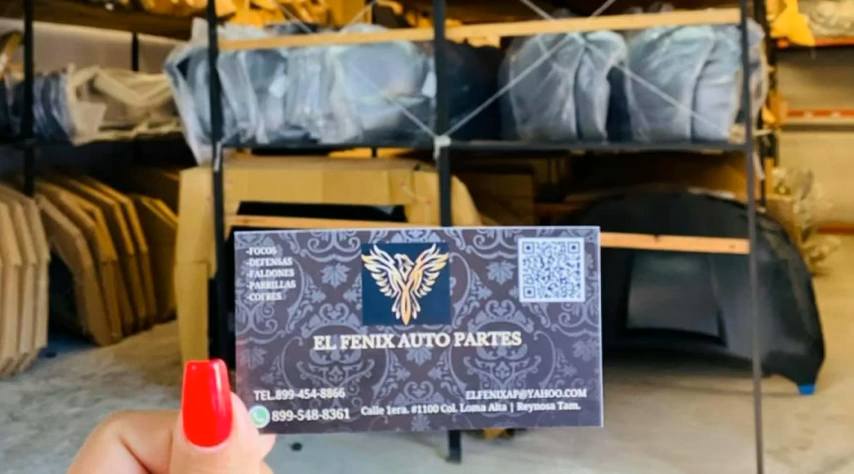 -FOCOS
-DEFENSAS
-FALDONES
-PARRILLAS
-COFRES
EL FENIX AUTO PARTES
TEL.899-454-8866
899-548-8361
ELFENIXAP@YAHOO.COM
Calle 1era. #1100 Col. Loma Alta | Reynosa Tam.